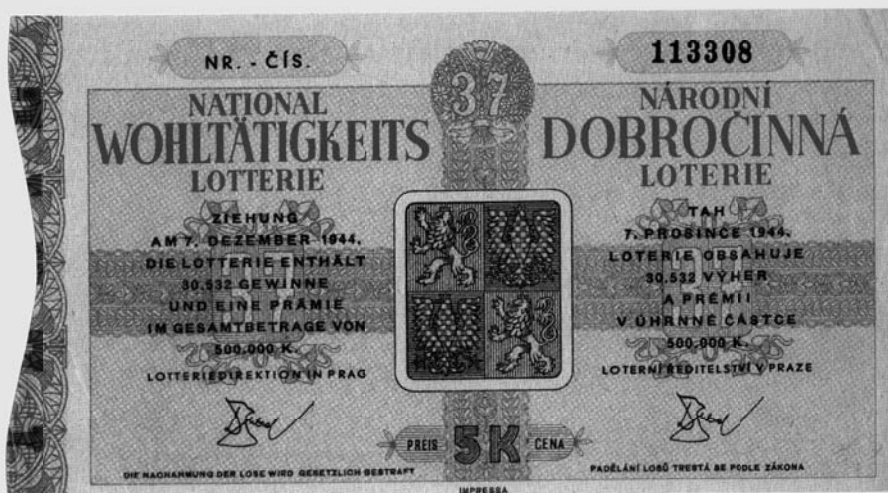 NR. - ČÍS.
113308
37
NATIONAL
WOHLTÄTIGKEITS
LOTTERIE
ZIEHUNG
AM 7. DEZEMBER 1944.
DIE LOTTERIE ENTHÄLT
30.532 GEWINNE
UND EINE PRÄMIE
IM GESAMTBETRAGE VON
500.000 K.
LOTTERIEDIREKTION IN PRAG
NÁRODNÍ
DOBROČINNÁ
LOTERIE
TAH
7. PROSINCE 1944.
LOTERIE OBSAHUJE
30.532 VÝHER
A PRÉMII
V ÚHRNNÉ ČÁSTCE
500.000 K.
LOTERNÍ ŘEDITELSTVÍ V PRAZE
PREIS 5K CENA
DIE NACHAHMUNG DER LOSE WIRD GESETZLICH BESTRAFT
PADĚLÁNÍ LOSŮ TRESTÁ SE PODLE ZÁKONA
IMPRESSA